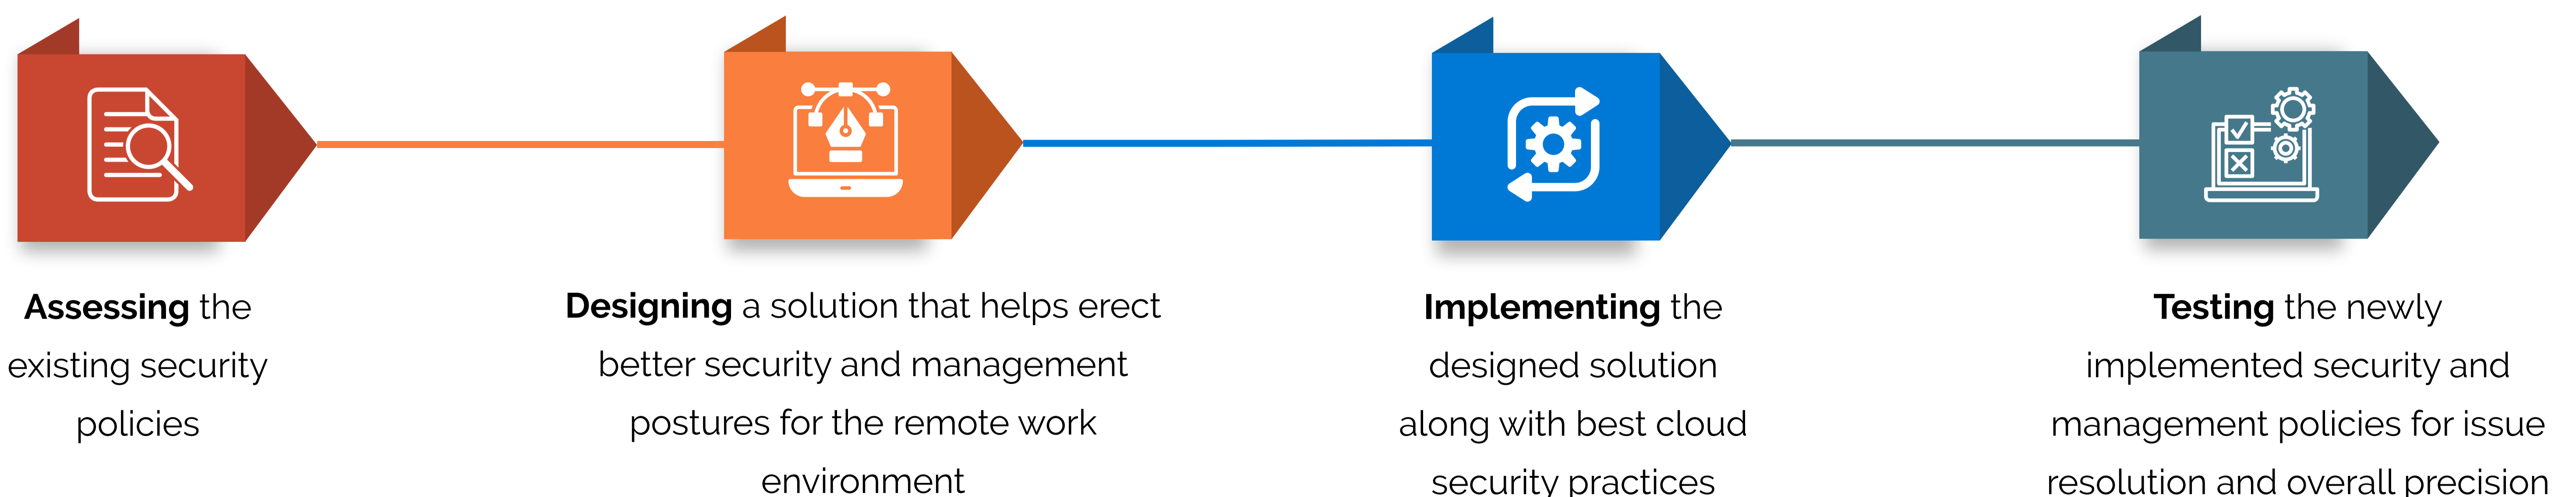 Assessing the
existing security
policies
Designing a solution that helps erect
better security and management
postures for the remote work
environment
Implementing the
designed solution
along with best cloud
security practices
Testing the newly
implemented security and
management policies for issue
resolution and overall precision